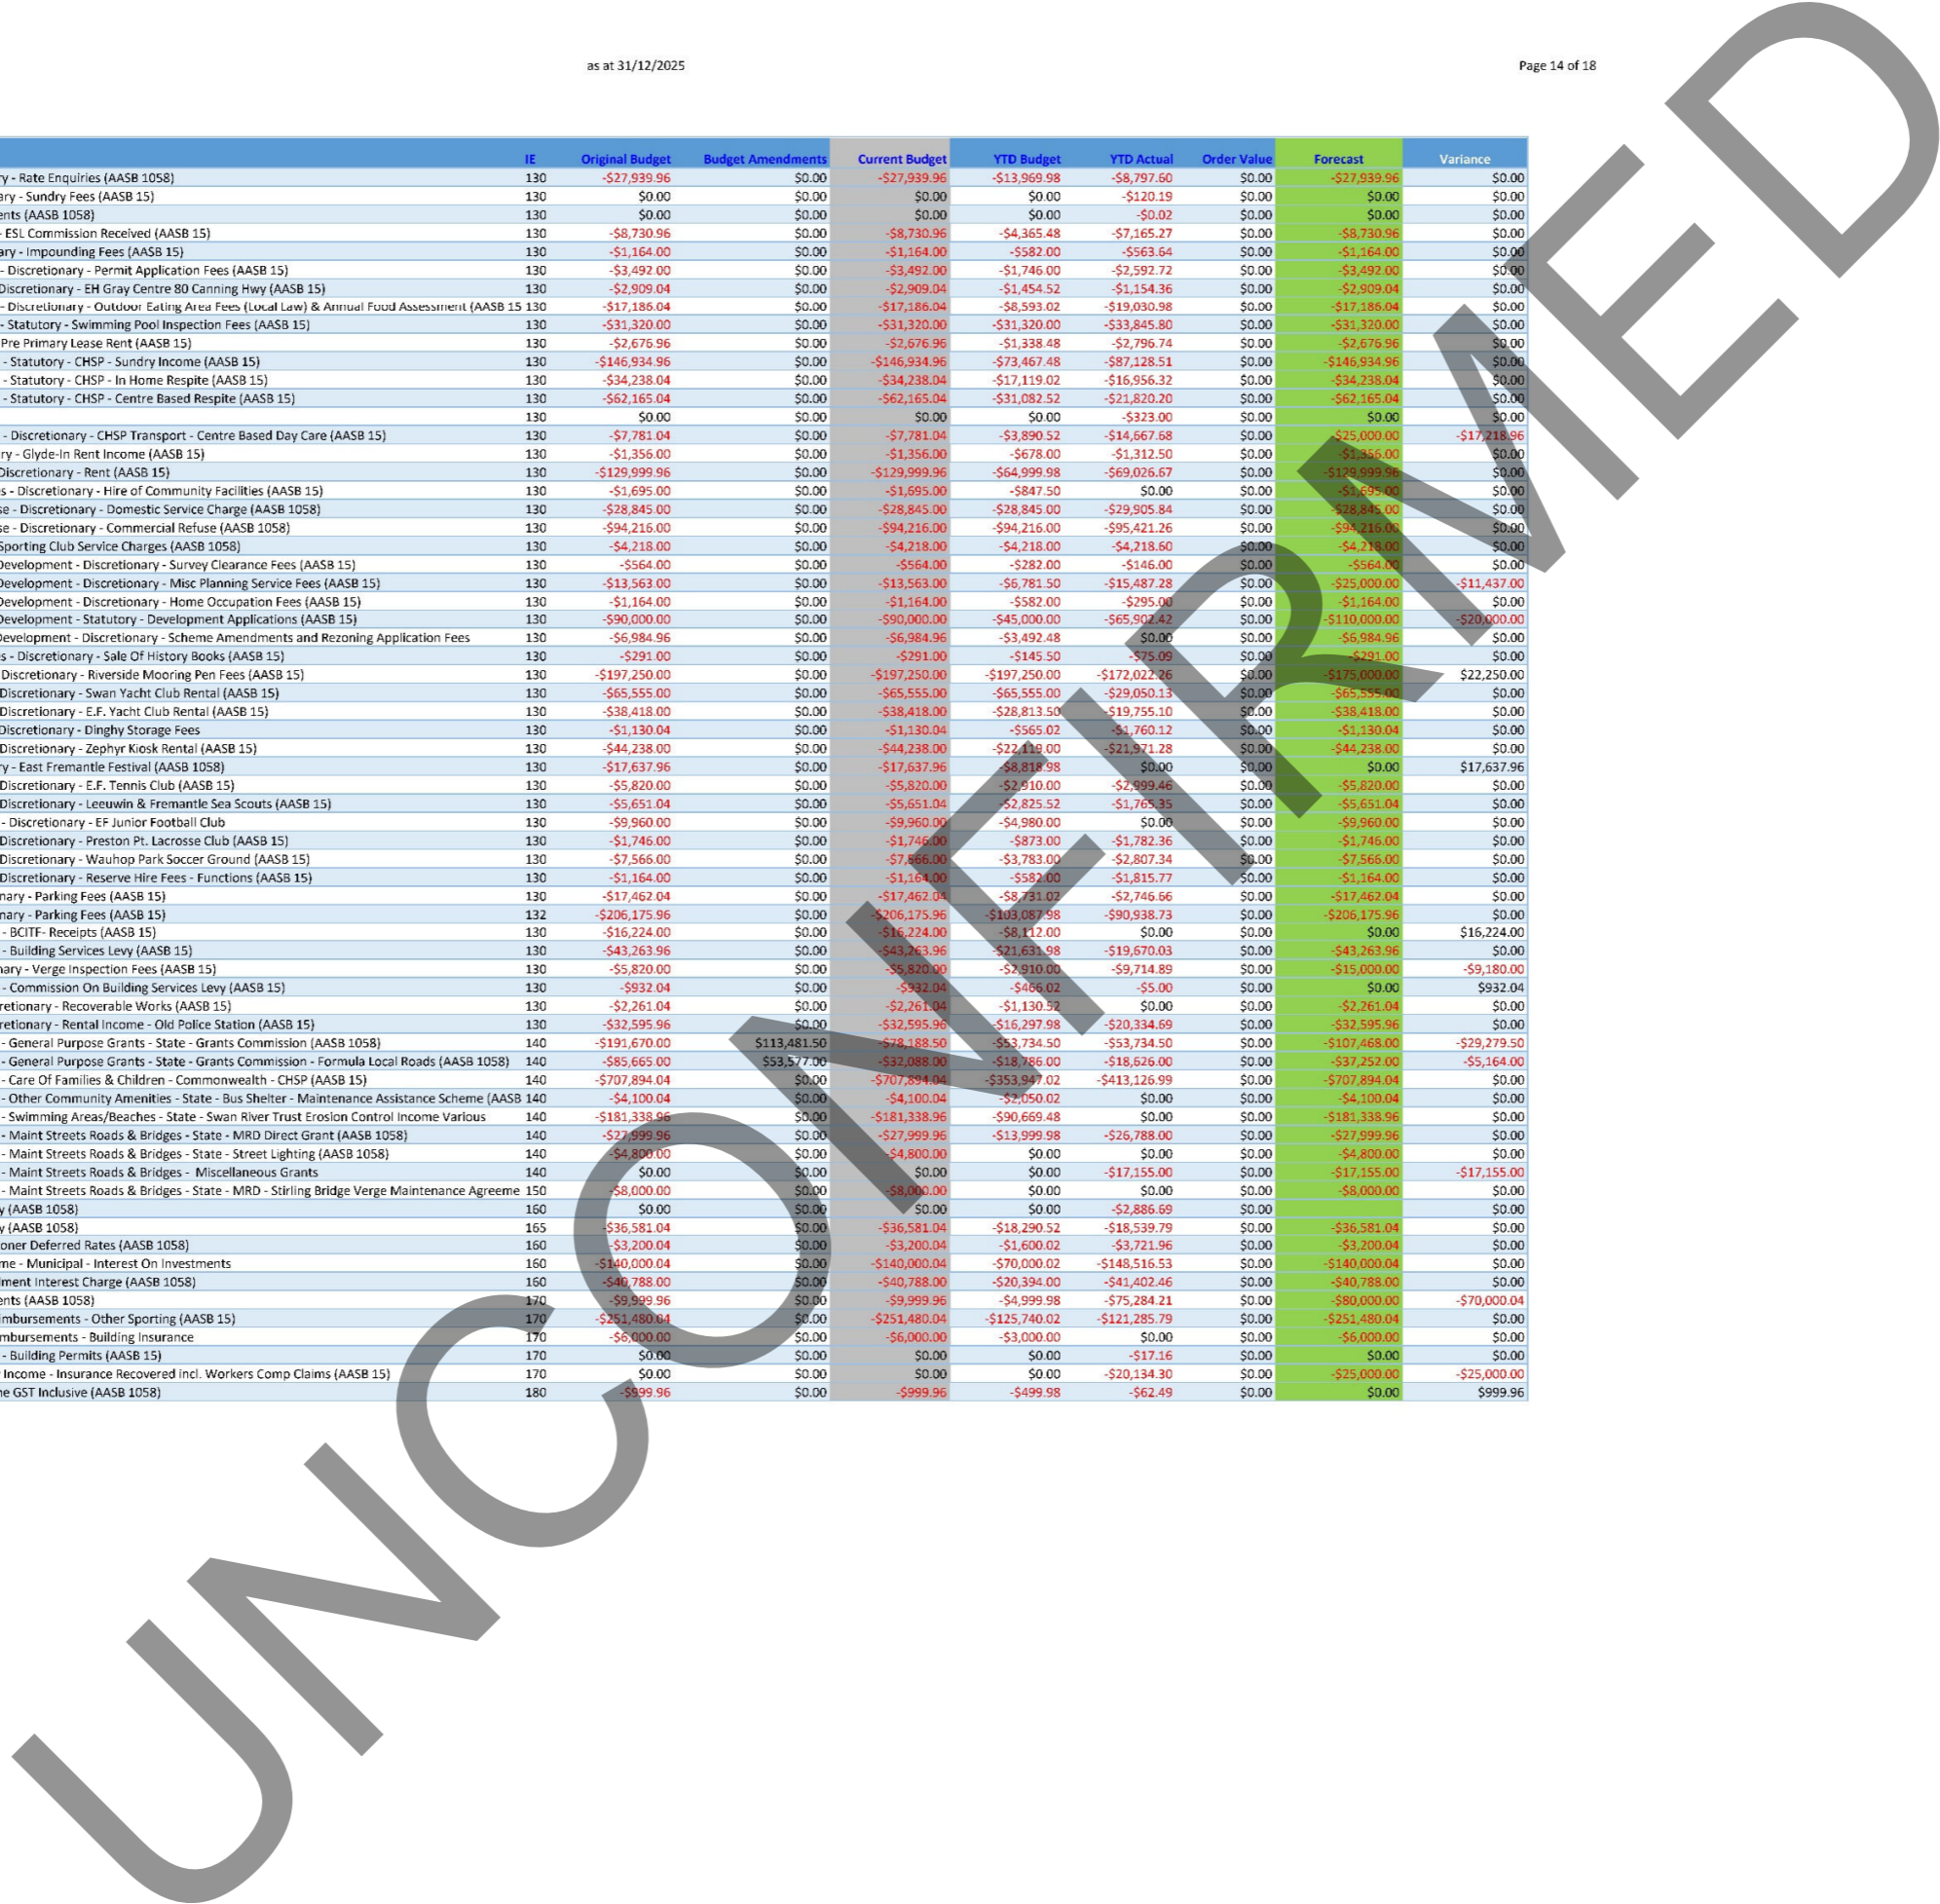 as at 31/12/2025 Page 14 of 18
IE Original Budget Budget Amendments Current Budget YTD Budget YTD Actual Order Value Forecast Variance
ry - Rate Enquiries (AASB 1058) 130 -$27,939.96 $0.00 -$27,939.96 -$13,969.98 -$8,797.60 $0.00 -$27,939.96 $0.00
ary - Sundry Fees (AASB 15) 130 $0.00 $0.00 $0.00 $0.00 -$120.19 $0.00 $0.00 $0.00
ents (AASB 1058) 130 $0.00 $0.00 $0.00 $0.00 -$0.02 $0.00 $0.00 $0.00
- ESL Commission Received (AASB 15) 130 -$8,730.96 $0.00 -$8,730.96 -$4,365.48 -$7,165.27 $0.00 -$8,730.96 $0.00
ary - Impounding Fees (AASB 15) 130 -$1,164.00 $0.00 -$1,164.00 -$582.00 -$563.64 $0.00 -$1,164.00 $0.00
- Discretionary - Permit Application Fees (AASB 15) 130 -$3,492.00 $0.00 -$3,492.00 -$1,746.00 -$2,592.72 $0.00 -$3,492.00 $0.00
Discretionary - EH Gray Centre 80 Canning Hwy (AASB 15) 130 -$2,909.04 $0.00 -$2,909.04 -$1,454.52 -$1,154.36 $0.00 -$2,909.04 $0.00
- Discretionary - Outdoor Eating Area Fees (Local Law) & Annual Food Assessment (AASB 15 130 -$17,186.04 $0.00 -$17,186.04 -$8,593.02 -$19,030.98 $0.00 -$17,186.04 $0.00
- Statutory - Swimming Pool Inspection Fees (AASB 15) 130 -$31,320.00 $0.00 -$31,320.00 -$31,320.00 -$33,845.80 $0.00 -$31,320.00 $0.00
Pre Primary Lease Rent (AASB 15) 130 -$2,676.96 $0.00 -$2,676.96 -$1,338.48 -$2,796.74 $0.00 -$2,676.96 $0.00
- Statutory - CHSP - Sundry Income (AASB 15) 130 -$146,934.96 $0.00 -$146,934.96 -$73,467.48 -$87,128.51 $0.00 -$146,934.96 $0.00
- Statutory - CHSP - In Home Respite (AASB 15) 130 -$34,238.04 $0.00 -$34,238.04 -$17,119.02 -$16,956.32 $0.00 -$34,238.04 $0.00
- Statutory - CHSP - Centre Based Respite (AASB 15) 130 -$62,165.04 $0.00 -$62,165.04 -$31,082.52 -$21,820.20 $0.00 -$62,165.04 $0.00
130 $0.00 $0.00 $0.00 $0.00 -$323.00 $0.00 $0.00 $0.00
- Discretionary - CHSP Transport - Centre Based Day Care (AASB 15) 130 -$7,781.04 $0.00 -$7,781.04 -$3,890.52 -$14,667.68 $0.00 -$25,000.00 -$17,218.96
ry - Glyde-In Rent Income (AASB 15) 130 -$1,356.00 $0.00 -$1,356.00 -$678.00 -$1,312.50 $0.00 -$1,356.00 $0.00
Discretionary - Rent (AASB 15) 130 -$129,999.96 $0.00 -$129,999.96 -$64,999.98 -$69,026.67 $0.00 -$129,999.96 $0.00
s - Discretionary - Hire of Community Facilities (AASB 15) 130 -$1,695.00 $0.00 -$1,695.00 -$847.50 $0.00 $0.00 -$1,695.00 $0.00
se - Discretionary - Domestic Service Charge (AASB 1058) 130 -$28,845.00 $0.00 -$28,845.00 -$28,845.00 -$29,905.84 $0.00 -$28,845.00 $0.00
se - Discretionary - Commercial Refuse (AASB 1058) 130 -$94,216.00 $0.00 -$94,216.00 -$94,216.00 -$95,421.26 $0.00 -$94,216.00 $0.00
Sporting Club Service Charges (AASB 1058) 130 -$4,218.00 $0.00 -$4,218.00 -$4,218.00 -$4,218.60 $0.00 -$4,218.00 $0.00
Development - Discretionary - Survey Clearance Fees (AASB 15) 130 -$564.00 $0.00 -$564.00 -$282.00 -$146.00 $0.00 -$564.00 $0.00
Development - Discretionary - Misc Planning Service Fees (AASB 15) 130 -$13,563.00 $0.00 -$13,563.00 -$6,781.50 -$15,487.28 $0.00 -$25,000.00 -$11,437.00
Development - Discretionary - Home Occupation Fees (AASB 15) 130 -$1,164.00 $0.00 -$1,164.00 -$582.00 -$295.00 $0.00 -$1,164.00 $0.00
Development - Statutory - Development Applications (AASB 15) 130 -$90,000.00 $0.00 -$90,000.00 -$45,000.00 -$65,902.42 $0.00 -$110,000.00 -$20,000.00
Development - Discretionary - Scheme Amendments and Rezoning Application Fees 130 -$6,984.96 $0.00 -$6,984.96 -$3,492.48 $0.00 $0.00 -$6,984.96 $0.00
s - Discretionary - Sale Of History Books (AASB 15) 130 -$291.00 $0.00 -$291.00 -$145.50 -$75.09 $0.00 -$291.00 $0.00
Discretionary - Riverside Mooring Pen Fees (AASB 15) 130 -$197,250.00 $0.00 -$197,250.00 -$197,250.00 -$172,022.26 $0.00 -$175,000.00 $22,250.00
Discretionary - Swan Yacht Club Rental (AASB 15) 130 -$65,555.00 $0.00 -$65,555.00 -$65,555.00 -$29,050.13 $0.00 -$65,555.00 $0.00
Discretionary - E.F. Yacht Club Rental (AASB 15) 130 -$38,418.00 $0.00 -$38,418.00 -$28,813.50 -$19,755.10 $0.00 -$38,418.00 $0.00
Discretionary - Dinghy Storage Fees 130 -$1,130.04 $0.00 -$1,130.04 -$565.02 -$1,760.12 $0.00 -$1,130.04 $0.00
Discretionary - Zephyr Kiosk Rental (AASB 15) 130 -$44,238.00 $0.00 -$44,238.00 -$22,119.00 -$21,971.28 $0.00 -$44,238.00 $0.00
ry - East Fremantle Festival (AASB 1058) 130 -$17,637.96 $0.00 -$17,637.96 -$8,818.98 $0.00 $0.00 $0.00 $17,637.96
Discretionary - E.F. Tennis Club (AASB 15) 130 -$5,820.00 $0.00 -$5,820.00 -$2,910.00 -$2,999.46 $0.00 -$5,820.00 $0.00
Discretionary - Leeuwin & Fremantle Sea Scouts (AASB 15) 130 -$5,651.04 $0.00 -$5,651.04 -$2,825.52 -$1,765.35 $0.00 -$5,651.04 $0.00
- Discretionary - EF Junior Football Club 130 -$9,960.00 $0.00 -$9,960.00 -$4,980.00 $0.00 $0.00 -$9,960.00 $0.00
Discretionary - Preston Pt. Lacrosse Club (AASB 15) 130 -$1,746.00 $0.00 -$1,746.00 -$873.00 -$1,782.36 $0.00 -$1,746.00 $0.00
Discretionary - Wauhop Park Soccer Ground (AASB 15) 130 -$7,566.00 $0.00 -$7,566.00 -$3,783.00 -$2,807.34 $0.00 -$7,566.00 $0.00
Discretionary - Reserve Hire Fees - Functions (AASB 15) 130 -$1,164.00 $0.00 -$1,164.00 -$582.00 -$1,815.77 $0.00 -$1,164.00 $0.00
nary - Parking Fees (AASB 15) 130 -$17,462.04 $0.00 -$17,462.04 -$8,731.02 -$2,746.66 $0.00 -$17,462.04 $0.00
nary - Parking Fees (AASB 15) 132 -$206,175.96 $0.00 -$206,175.96 -$103,087.98 -$90,938.73 $0.00 -$206,175.96 $0.00
- BCITF- Receipts (AASB 15) 130 -$16,224.00 $0.00 -$16,224.00 -$8,112.00 $0.00 $0.00 $0.00 $16,224.00
- Building Services Levy (AASB 15) 130 -$43,263.96 $0.00 -$43,263.96 -$21,631.98 -$19,670.03 $0.00 -$43,263.96 $0.00
nary - Verge Inspection Fees (AASB 15) 130 -$5,820.00 $0.00 -$5,820.00 -$2,910.00 -$9,714.89 $0.00 -$15,000.00 -$9,180.00
- Commission On Building Services Levy (AASB 15) 130 -$932.04 $0.00 -$932.04 -$466.02 -$5.00 $0.00 $0.00 $932.04
retionary - Recoverable Works (AASB 15) 130 -$2,261.04 $0.00 -$2,261.04 -$1,130.52 $0.00 $0.00 -$2,261.04 $0.00
retionary - Rental Income - Old Police Station (AASB 15) 130 -$32,595.96 $0.00 -$32,595.96 -$16,297.98 -$20,334.69 $0.00 -$32,595.96 $0.00
- General Purpose Grants - State - Grants Commission (AASB 1058) 140 -$191,670.00 $113,481.50 -$78,188.50 -$53,734.50 -$53,734.50 $0.00 -$107,468.00 -$29,279.50
- General Purpose Grants - State - Grants Commission - Formula Local Roads (AASB 1058) 140 -$85,665.00 $53,577.00 -$32,088.00 -$18,786.00 -$18,626.00 $0.00 -$37,252.00 -$5,164.00
- Care Of Families & Children - Commonwealth - CHSP (AASB 15) 140 -$707,894.04 $0.00 -$707,894.04 -$353,947.02 -$413,126.99 $0.00 -$707,894.04 $0.00
- Other Community Amenities - State - Bus Shelter - Maintenance Assistance Scheme (AASB 140 -$4,100.04 $0.00 -$4,100.04 -$2,050.02 $0.00 $0.00 -$4,100.04 $0.00
- Swimming Areas/Beaches - State - Swan River Trust Erosion Control Income Various 140 -$181,338.96 $0.00 -$181,338.96 -$90,669.48 $0.00 $0.00 -$181,338.96 $0.00
- Maint Streets Roads & Bridges - State - MRD Direct Grant (AASB 1058) 140 -$27,999.96 $0.00 -$27,999.96 -$13,999.98 -$26,788.00 $0.00 -$27,999.96 $0.00
- Maint Streets Roads & Bridges - State - Street Lighting (AASB 1058) 140 -$4,800.00 $0.00 -$4,800.00 $0.00 $0.00 $0.00 -$4,800.00 $0.00
- Maint Streets Roads & Bridges - Miscellaneous Grants 140 $0.00 $0.00 $0.00 $0.00 -$17,155.00 $0.00 -$17,155.00 -$17,155.00
- Maint Streets Roads & Bridges - State - MRD - Stirling Bridge Verge Maintenance Agreeme 150 -$8,000.00 $0.00 -$8,000.00 $0.00 $0.00 $0.00 -$8,000.00 $0.00
y (AASB 1058) 160 $0.00 $0.00 $0.00 $0.00 -$2,886.69 $0.00 $0.00
y (AASB 1058) 165 -$36,581.04 $0.00 -$36,581.04 -$18,290.52 -$18,539.79 $0.00 -$36,581.04 $0.00
oner Deferred Rates (AASB 1058) 160 -$3,200.04 $0.00 -$3,200.04 -$1,600.02 -$3,721.96 $0.00 -$3,200.04 $0.00
me - Municipal - Interest On Investments 160 -$140,000.04 $0.00 -$140,000.04 -$70,000.02 -$148,516.53 $0.00 -$140,000.04 $0.00
lment Interest Charge (AASB 1058) 160 -$40,788.00 $0.00 -$40,788.00 -$20,394.00 -$41,402.46 $0.00 -$40,788.00 $0.00
ents (AASB 1058) 170 -$9,999.96 $0.00 -$9,999.96 -$4,999.98 -$75,284.21 $0.00 -$80,000.00 -$70,000.04
imbursements - Other Sporting (AASB 15) 170 -$251,480.04 $0.00 -$251,480.04 -$125,740.02 -$121,285.79 $0.00 -$251,480.04 $0.00
mbursements - Building Insurance 170 -$6,000.00 $0.00 -$6,000.00 -$3,000.00 $0.00 $0.00 -$6,000.00 $0.00
- Building Permits (AASB 15) 170 $0.00 $0.00 $0.00 $0.00 -$17.16 $0.00 $0.00 $0.00
Income - Insurance Recovered Incl. Workers Comp Claims (AASB 15) 170 $0.00 $0.00 $0.00 $0.00 -$20,134.30 $0.00 -$25,000.00 -$25,000.00
ne GST Inclusive (AASB 1058) 180 -$999.96 $0.00 -$999.96 -$499.98 -$62.49 $0.00 $0.00 $999.96
UNCONFIRMED